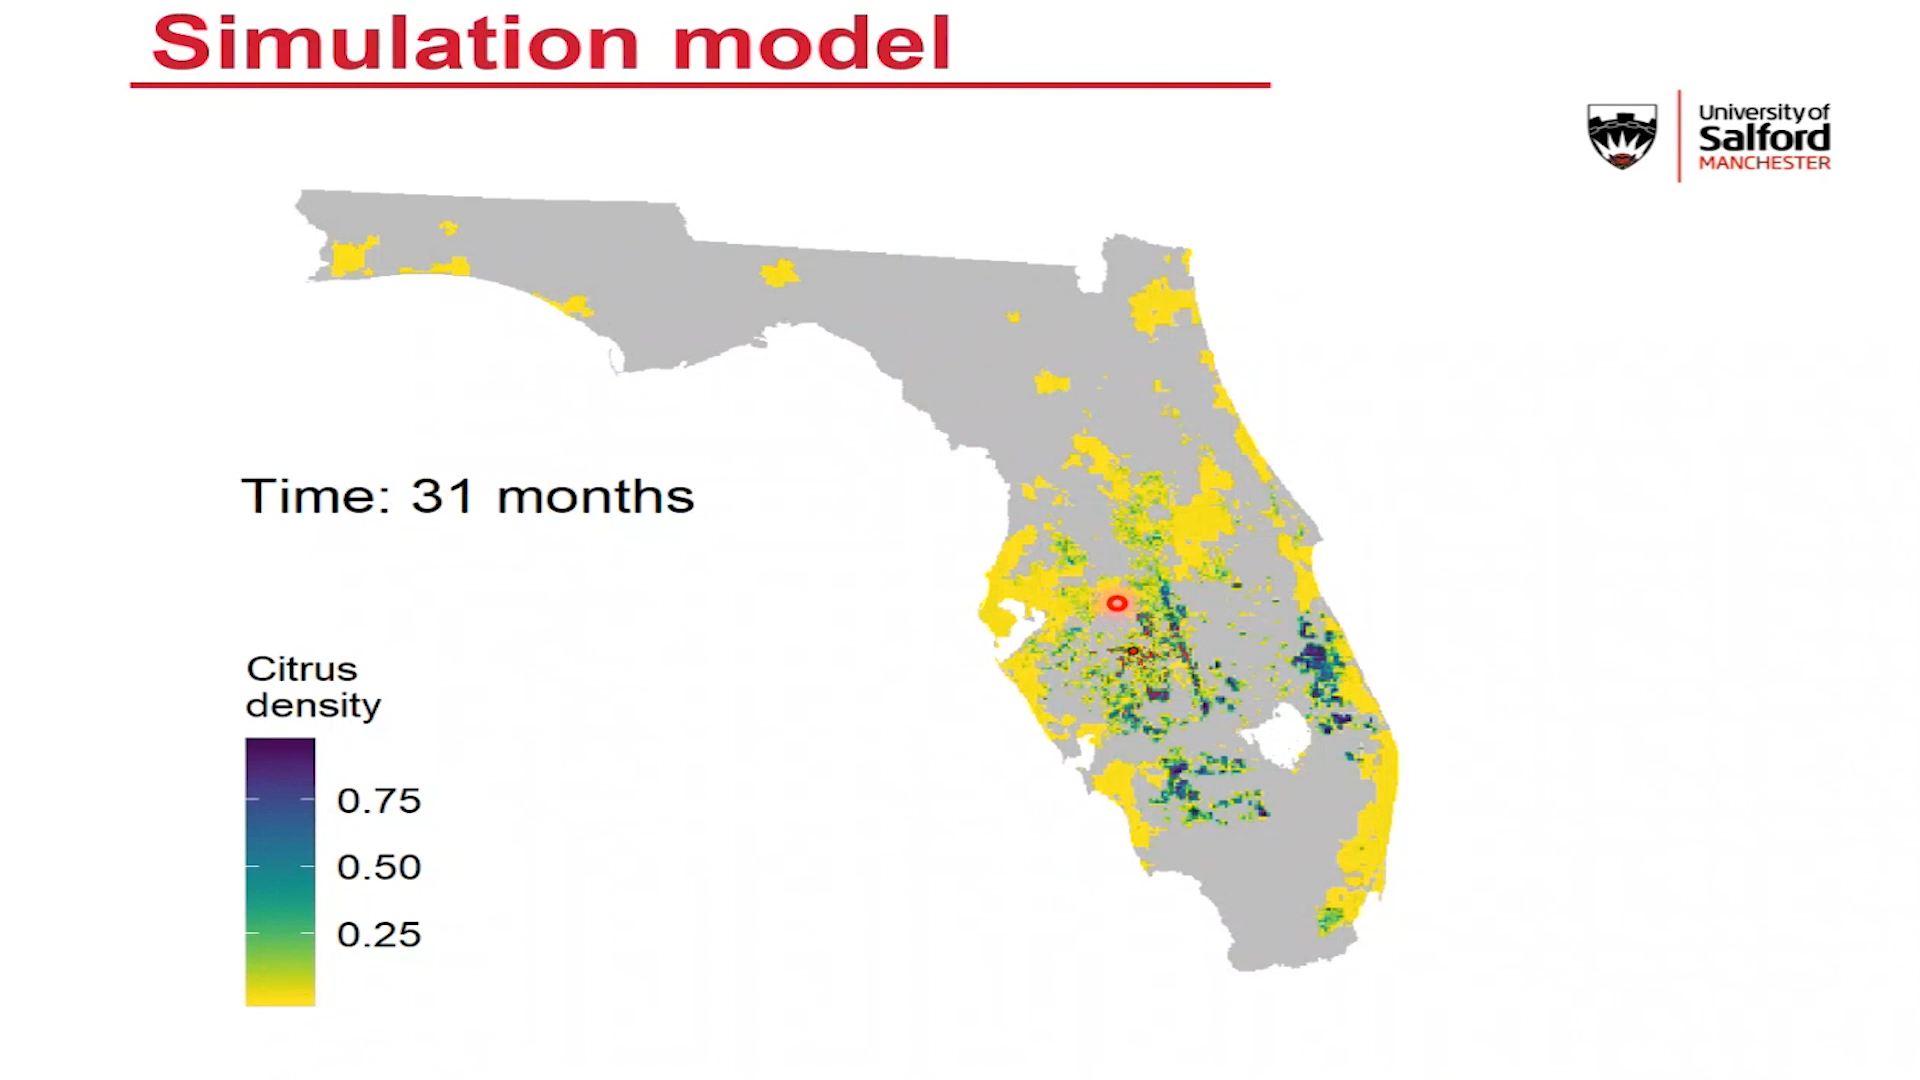 Simulation model
University of
Salford
MANCHESTER
Time: 31 months
Citrus
density
0.75
0.50
0.25